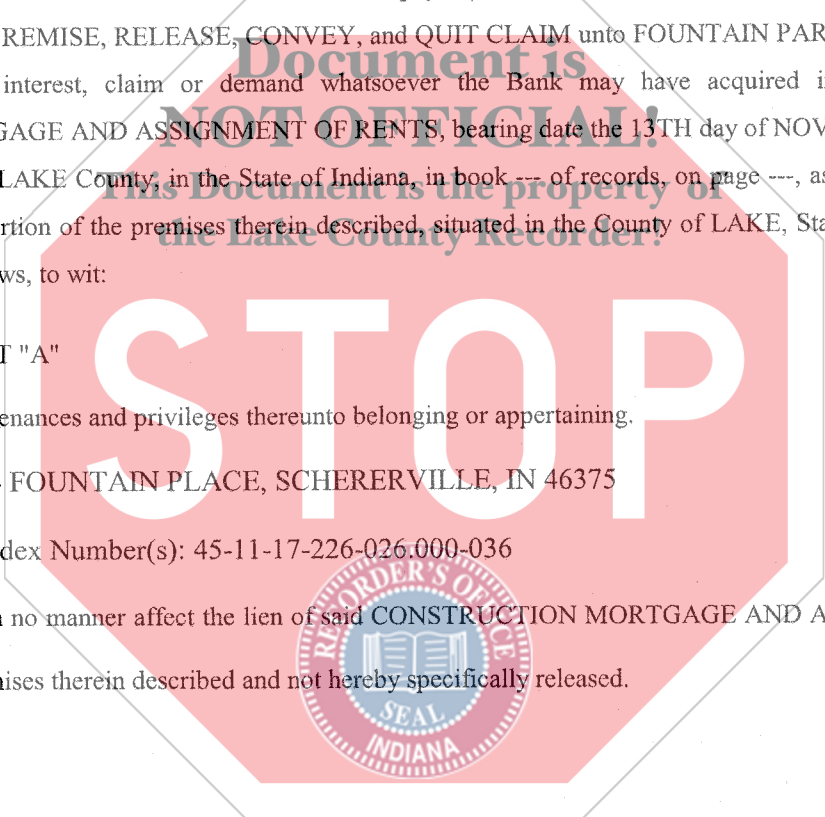 REMISE, RELEASE, CONVEY, and QUIT CLAIM unto FOUNTAIN PAR
Document is
interest, claim or demand whatsoever the Bank may have acquired i
NOT OFFICIAL!
GAGE AND ASSIGNMENT OF RENTS, bearing date the 13TH day of NOV
LAKE County, in the State of Indiana, in book --- of records, on page ---, as
This Document is the property of
rtion of the premises therein described, situated in the County of LAKE, Sta
the Lake County Recorder!
ws, to wit:
STOP
T "A"
enances and privileges thereunto belonging or appertaining.
FOUNTAIN PLACE, SCHERERVILLE, IN 46375
dex Number(s): 45-11-17-226-026.000-036
RECORDER'S OFFICE
no manner affect the lien of said CONSTRUCTION MORTGAGE AND A
ises therein described and not hereby specifically released.
SEAL
INDIANA